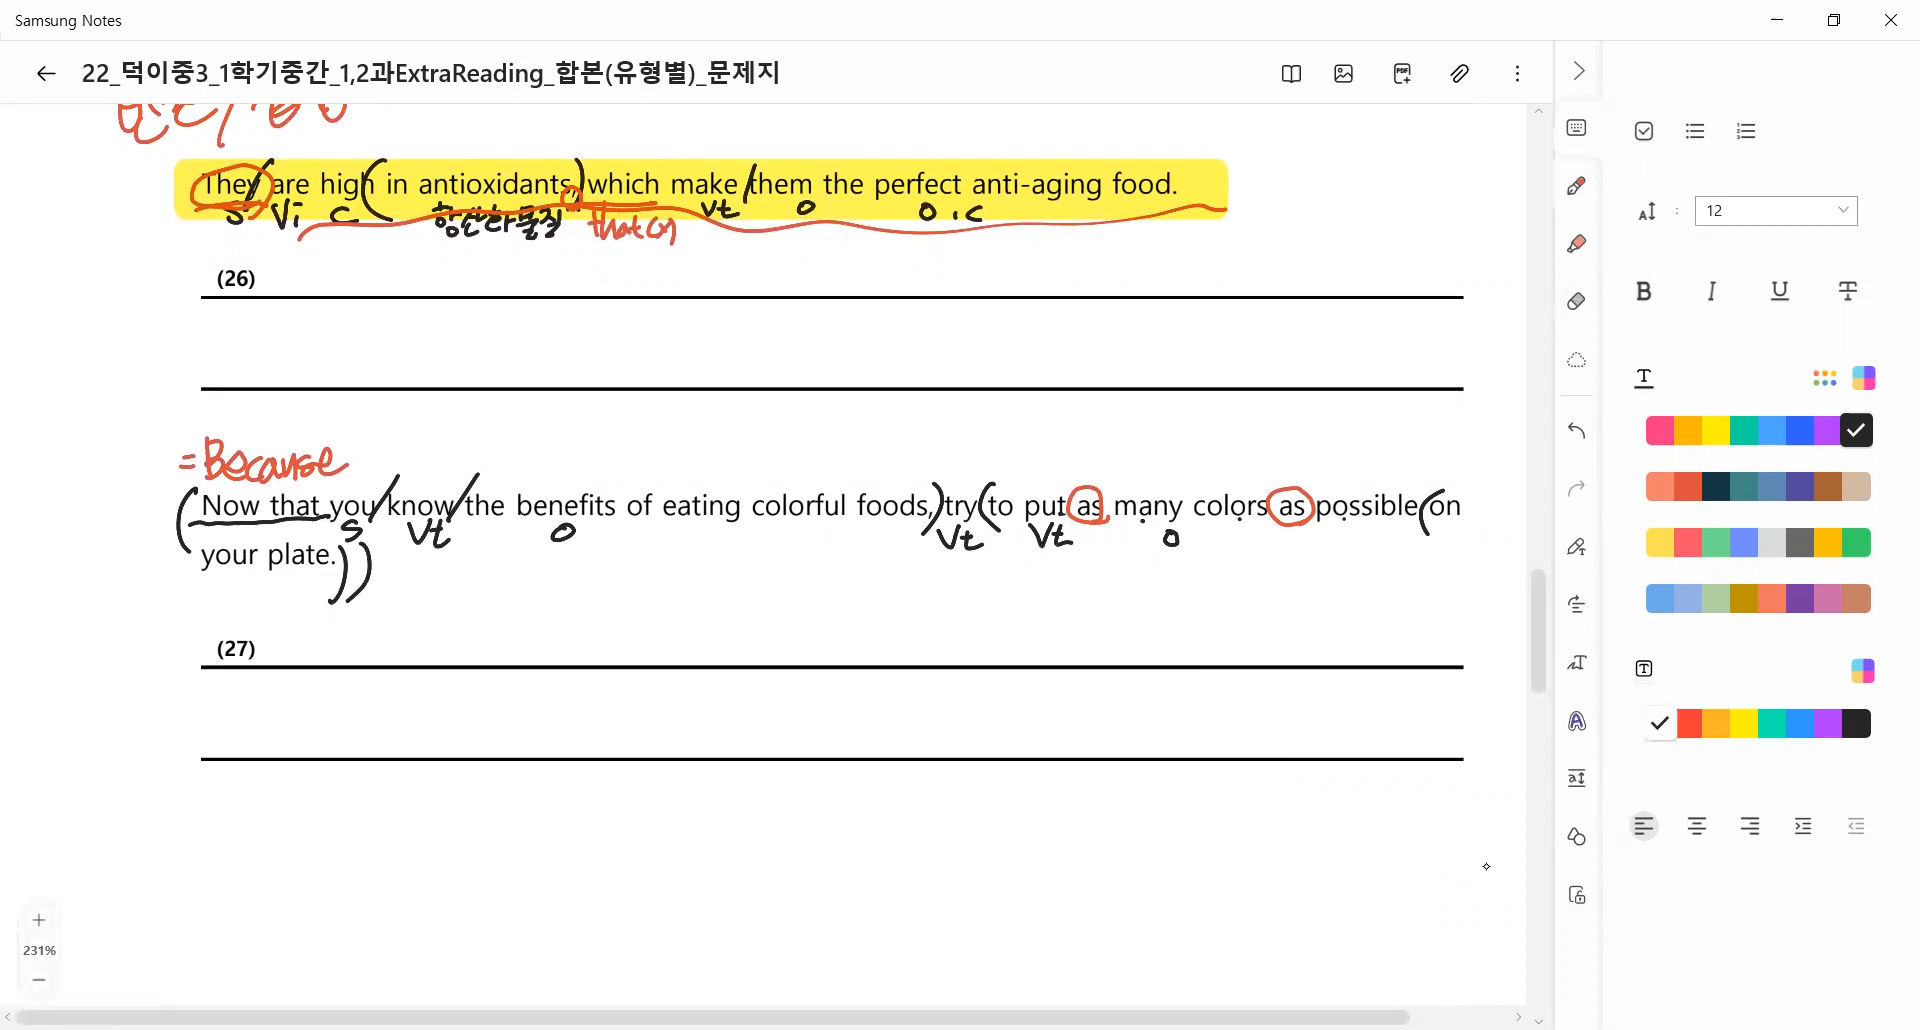 Samsung Notes
22_덕이중3_1학기중간_1,2과ExtraReading_합본(유형별)_문제지
PDF
They / are high ( in antioxidants, ) which make / them the perfect anti-aging food.
S Vi C 항산화물질 that(x) Vt O O.C
(26)
= Because
( Now that you / know / the benefits of eating colorful foods, ) try ( to put as many colors as possible ( on
S Vt O Vt Vt O
your plate. ) )
(27)
12
B I U T
T
T
231%